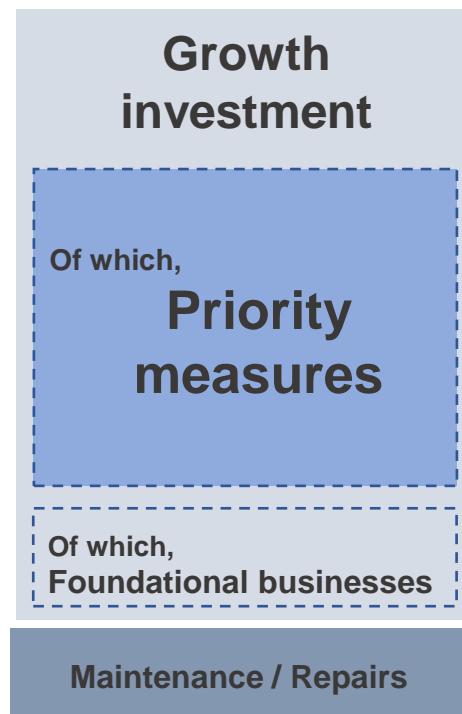 Growth
investment
Of which,
Priority
measures
Of which,
Foundational businesses
Maintenance / Repairs